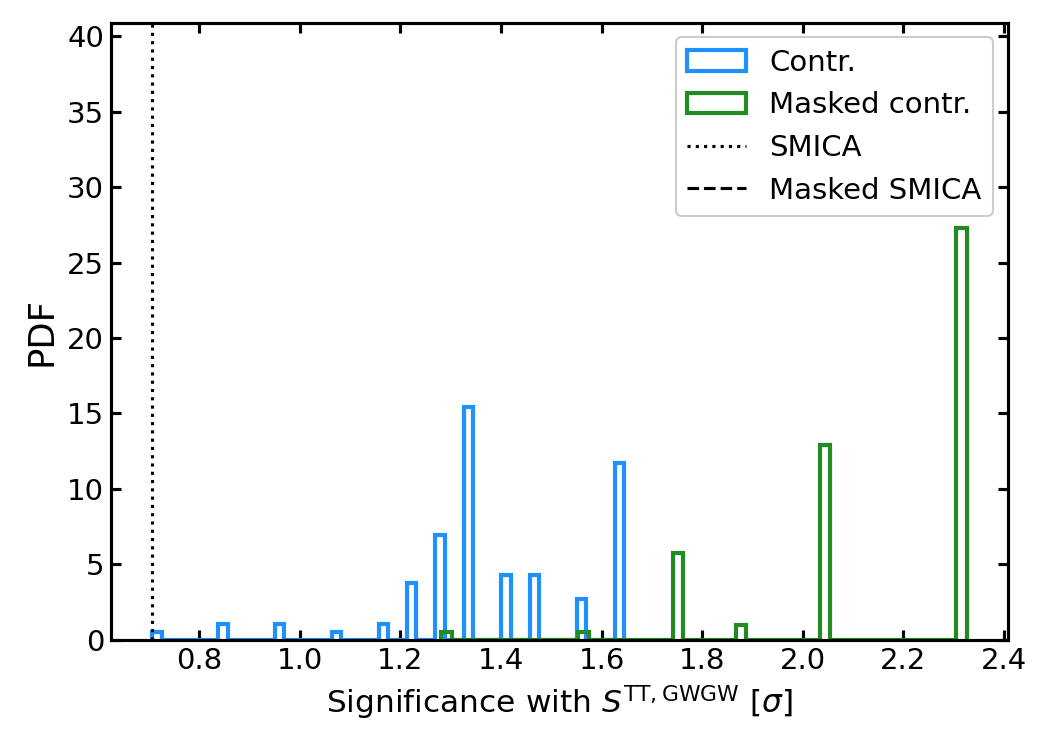 40
35
30
25
20
15
10
5
0
PDF
Contr.
Masked contr.
SMICA
Masked SMICA
0.8 1.0 1.2 1.4 1.6 1.8 2.0 2.2 2.4
Significance with S^{TT, GWGW} [σ]